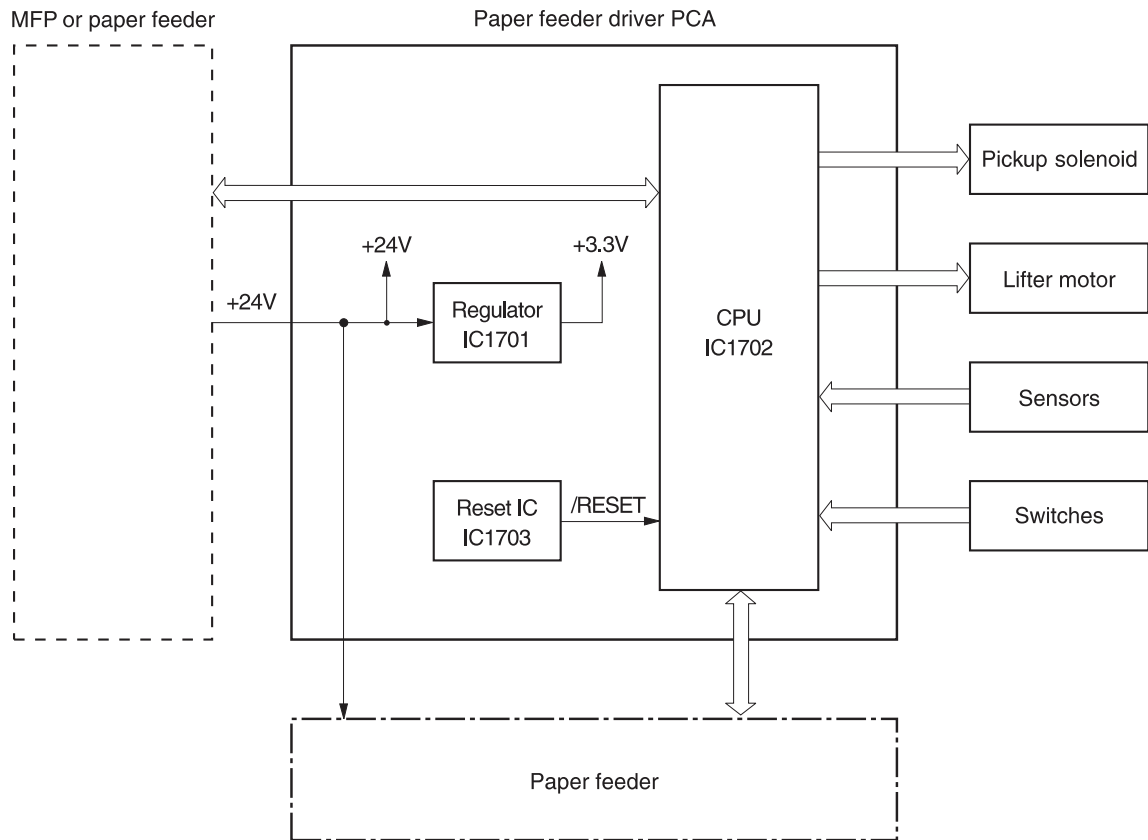 MFP or paper feeder
Paper feeder driver PCA
Pickup solenoid
+24V
+3.3V
Lifter motor
+24V
Regulator
IC1701
CPU
IC1702
Sensors
Reset IC
IC1703
/RESET
Switches
Paper feeder